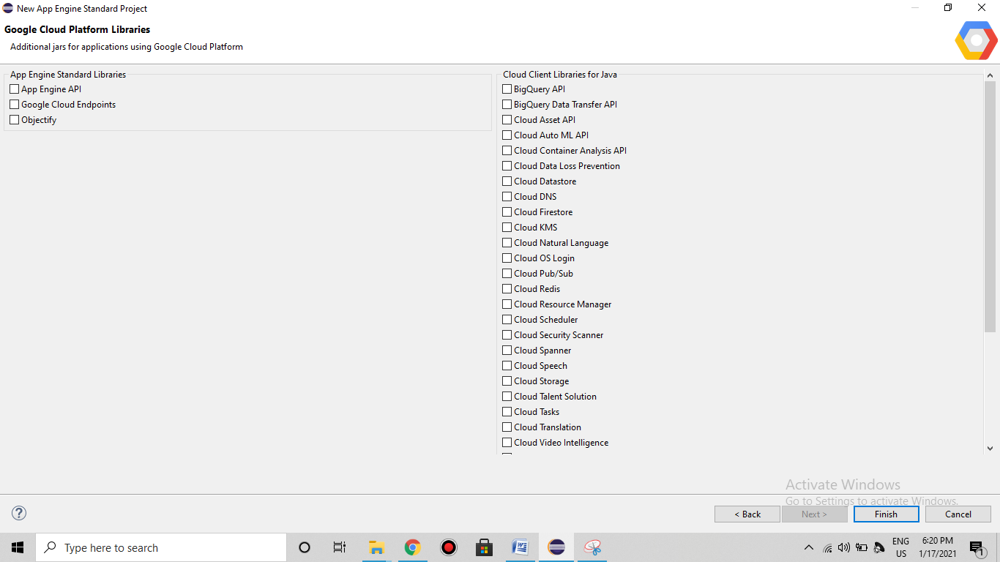 New App Engine Standard Project
Google Cloud Platform Libraries
Additional jars for applications using Google Cloud Platform
App Engine Standard Libraries
App Engine API
Google Cloud Endpoints
Objectify
Cloud Client Libraries for Java
BigQuery API
BigQuery Data Transfer API
Cloud Asset API
Cloud Auto ML API
Cloud Container Analysis API
Cloud Data Loss Prevention
Cloud Datastore
Cloud DNS
Cloud Firestore
Cloud KMS
Cloud Natural Language
Cloud OS Login
Cloud Pub/Sub
Cloud Redis
Cloud Resource Manager
Cloud Scheduler
Cloud Security Scanner
Cloud Spanner
Cloud Speech
Cloud Storage
Cloud Talent Solution
Cloud Tasks
Cloud Translation
Cloud Video Intelligence
Activate Windows
Go to Settings to activate Windows.
?
< Back
Next >
Finish
Cancel
Type here to search
W
ENG
US
6:20 PM
1/17/2021
1